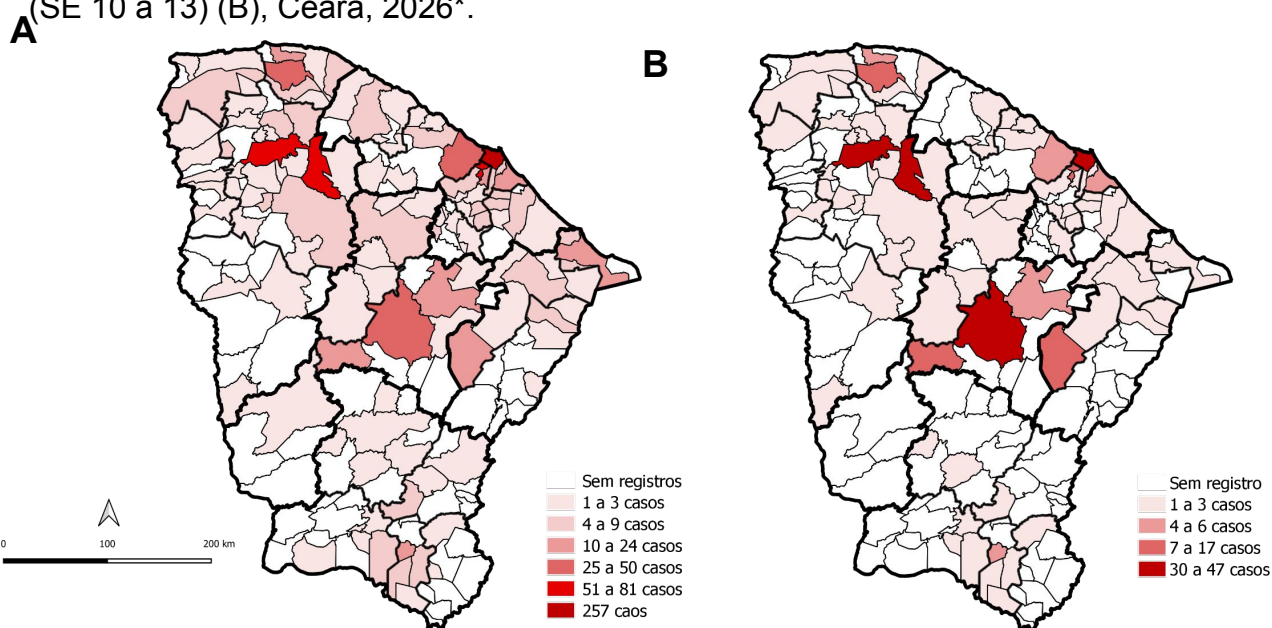 (SE 10 a 13) (B), Ceará, 2026*.
A
B
Sem registros
1 a 3 casos
4 a 9 casos
10 a 24 casos
25 a 50 casos
51 a 81 casos
257 caos
0 100 200 km
Sem registro
1 a 3 casos
4 a 6 casos
7 a 17 casos
30 a 47 casos